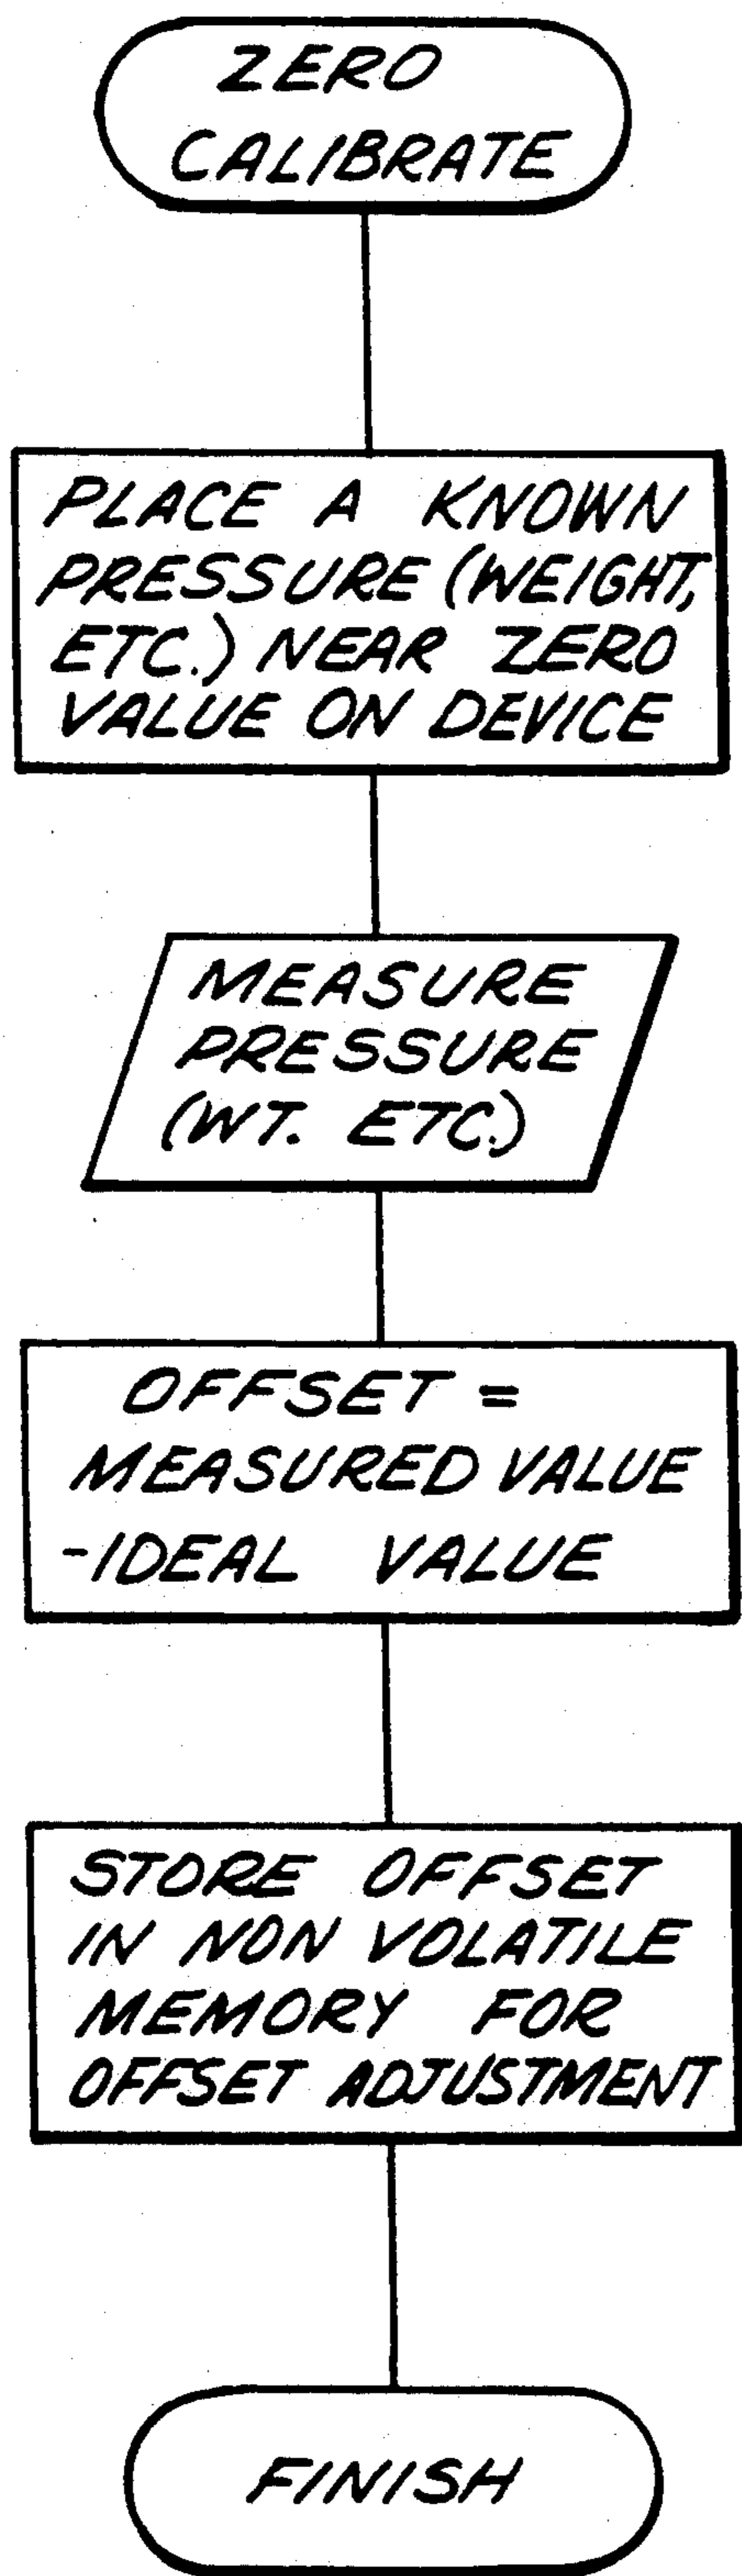 ZERO
CALIBRATE
PLACE A KNOWN
PRESSURE (WEIGHT,
ETC.) NEAR ZERO
VALUE ON DEVICE
MEASURE
PRESSURE
(WT. ETC.)
OFFSET =
MEASURED VALUE
-IDEAL VALUE
STORE OFFSET
IN NON VOLATILE
MEMORY FOR
OFFSET ADJUSTMENT
FINISH